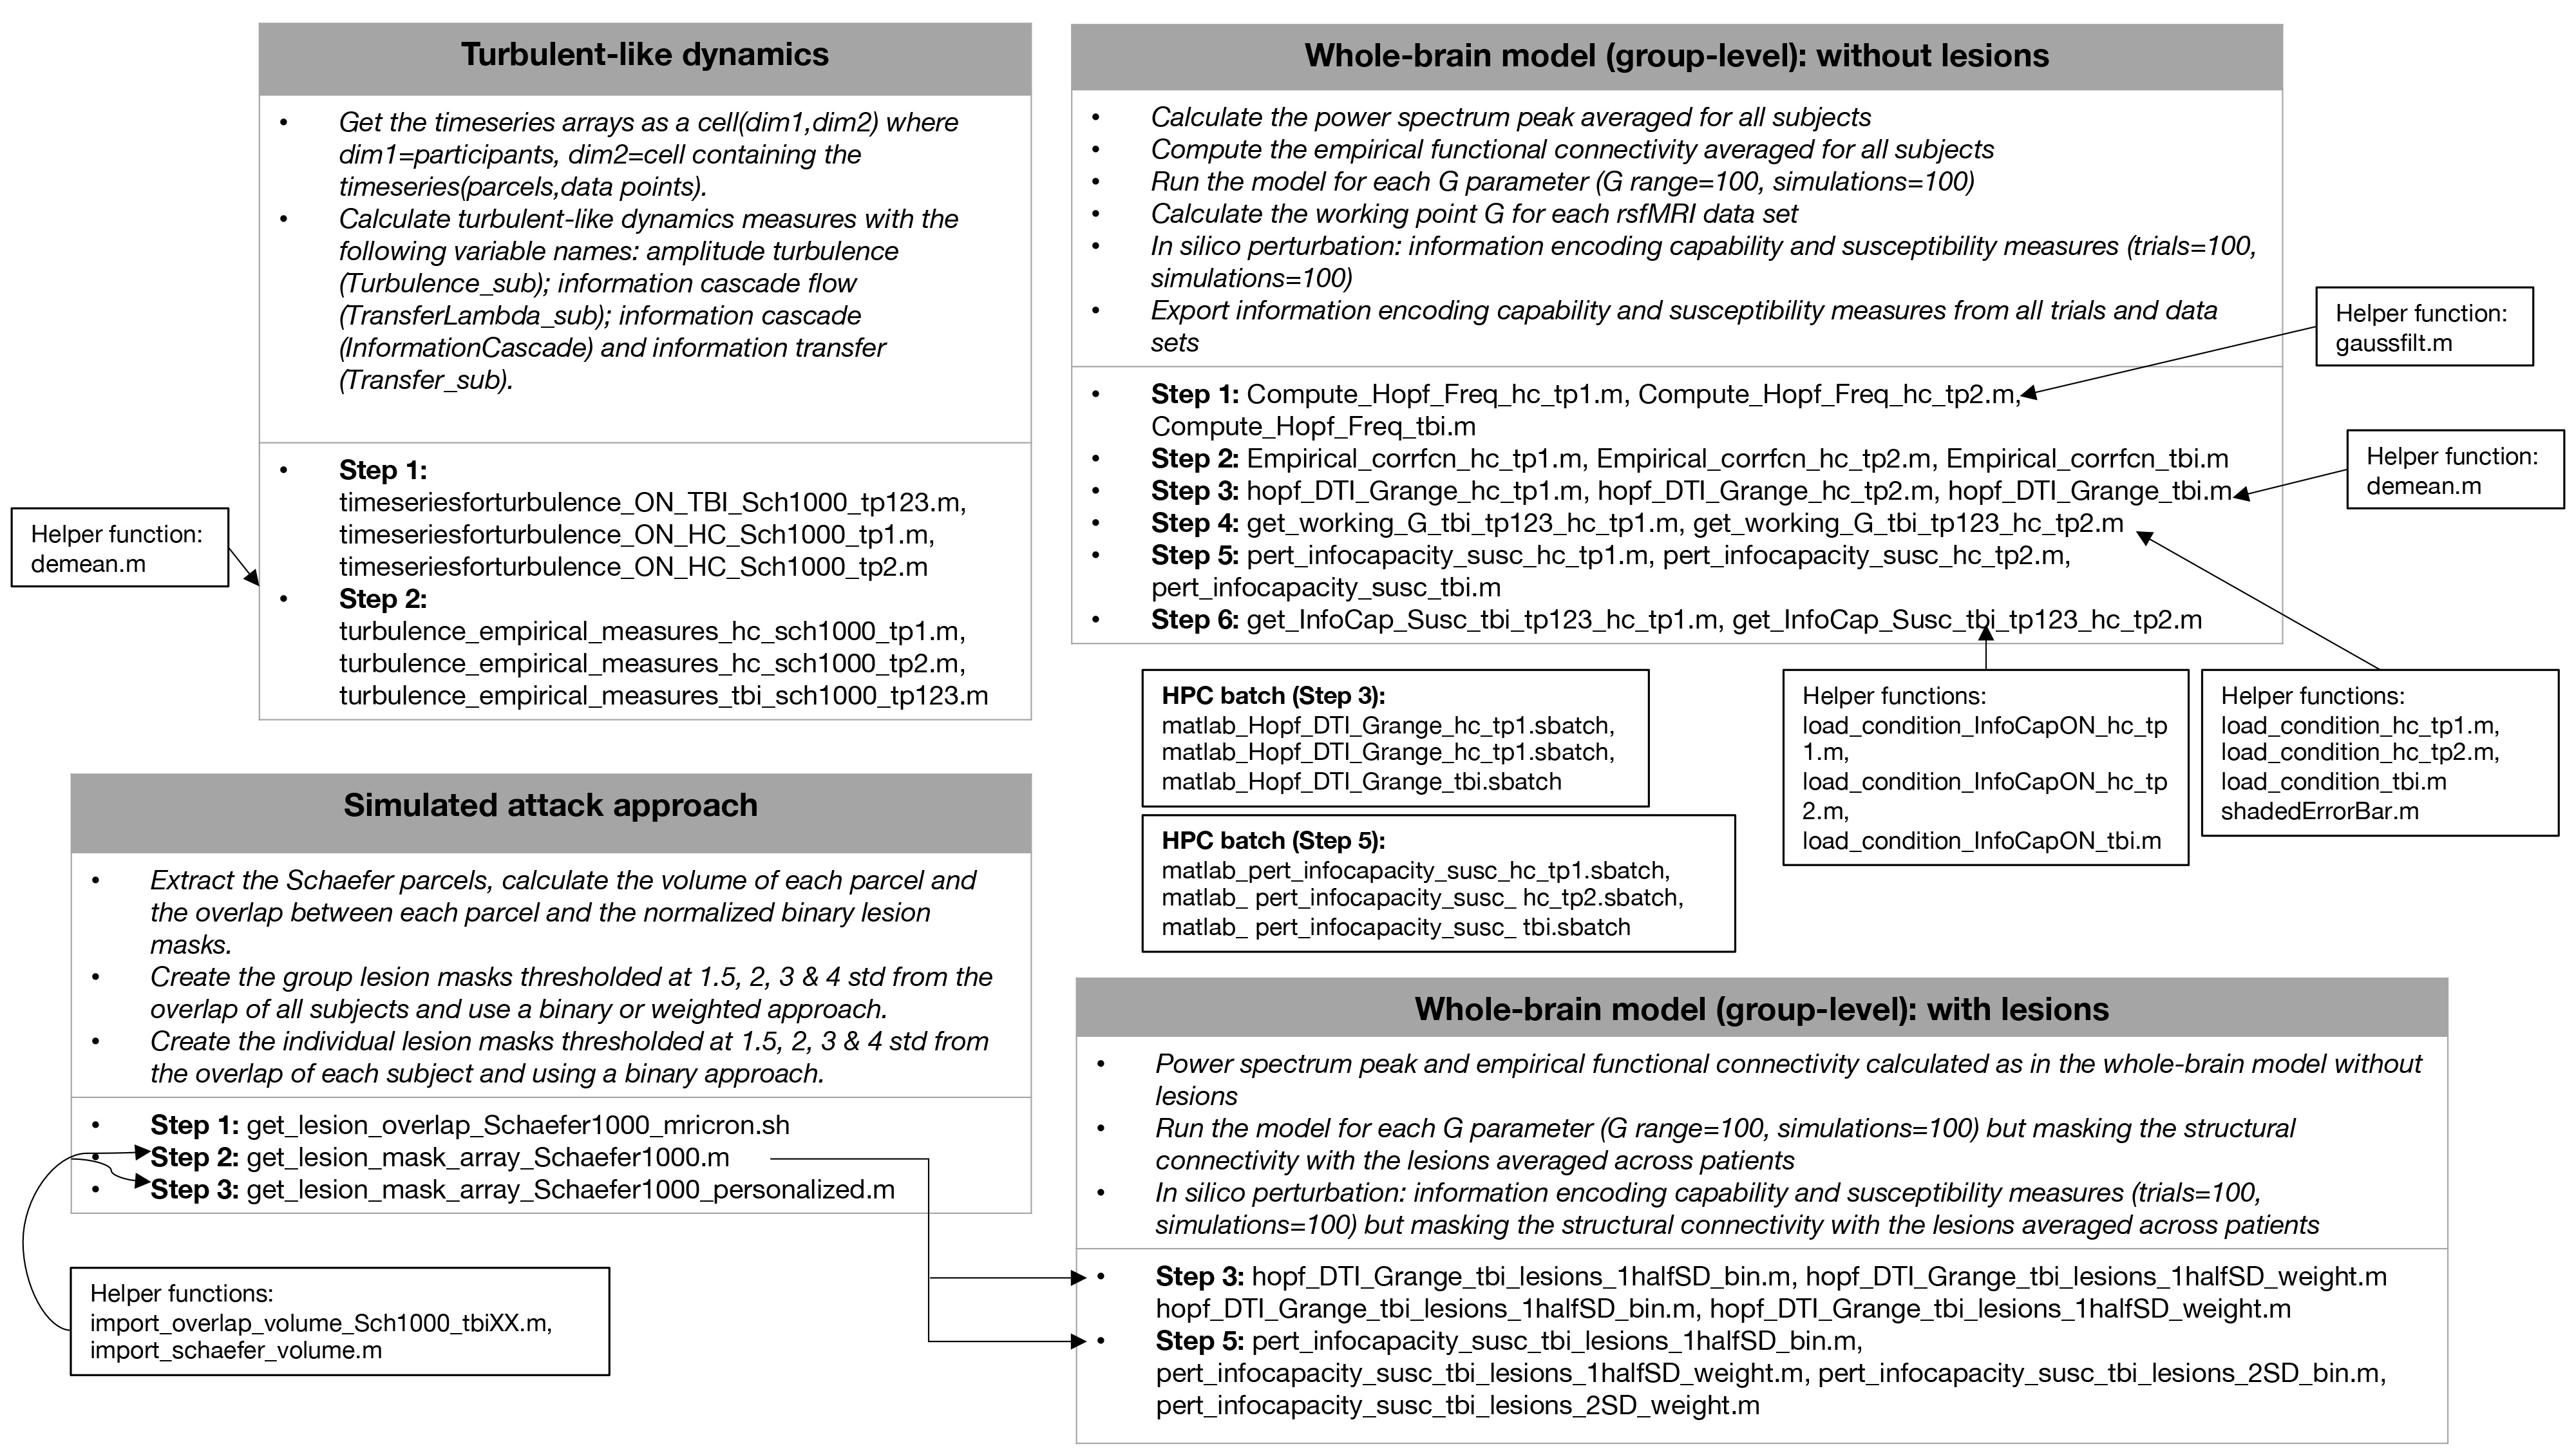 Turbulent-like dynamics
• Get the timeseries arrays as a cell(dim1,dim2) where
dim1=participants, dim2=cell containing the
timeseries(parcels,data points).
• Calculate turbulent-like dynamics measures with the
following variable names: amplitude turbulence
(Turbulence_sub); information cascade flow
(TransferLambda_sub); information cascade
(InformationCascade) and information transfer
(Transfer_sub).
• Step 1:
timeseriesforturbulence_ON_TBI_Sch1000_tp123.m,
timeseriesforturbulence_ON_HC_Sch1000_tp1.m,
timeseriesforturbulence_ON_HC_Sch1000_tp2.m
• Step 2:
turbulence_empirical_measures_hc_sch1000_tp1.m,
turbulence_empirical_measures_hc_sch1000_tp2.m,
turbulence_empirical_measures_tbi_sch1000_tp123.m
Helper function:
demean.m
Whole-brain model (group-level): without lesions
• Calculate the power spectrum peak averaged for all subjects
• Compute the empirical functional connectivity averaged for all subjects
• Run the model for each G parameter (G range=100, simulations=100)
• Calculate the working point G for each rsfMRI data set
• In silico perturbation: information encoding capability and susceptibility measures (trials=100,
simulations=100)
• Export information encoding capability and susceptibility measures from all trials and data
sets
• Step 1: Compute_Hopf_Freq_hc_tp1.m, Compute_Hopf_Freq_hc_tp2.m,
Compute_Hopf_Freq_tbi.m
• Step 2: Empirical_corrfcn_hc_tp1.m, Empirical_corrfcn_hc_tp2.m, Empirical_corrfcn_tbi.m
• Step 3: hopf_DTI_Grange_hc_tp1.m, hopf_DTI_Grange_hc_tp2.m, hopf_DTI_Grange_tbi.m
• Step 4: get_working_G_tbi_tp123_hc_tp1.m, get_working_G_tbi_tp123_hc_tp2.m
• Step 5: pert_infocapacity_susc_hc_tp1.m, pert_infocapacity_susc_hc_tp2.m,
pert_infocapacity_susc_tbi.m
• Step 6: get_InfoCap_Susc_tbi_tp123_hc_tp1.m, get_InfoCap_Susc_tbi_tp123_hc_tp2.m
Helper function:
gaussfilt.m
Helper function:
demean.m
HPC batch (Step 3):
matlab_Hopf_DTI_Grange_hc_tp1.sbatch,
matlab_Hopf_DTI_Grange_hc_tp1.sbatch,
matlab_Hopf_DTI_Grange_tbi.sbatch
HPC batch (Step 5):
matlab_pert_infocapacity_susc_hc_tp1.sbatch,
matlab_ pert_infocapacity_susc_ hc_tp2.sbatch,
matlab_ pert_infocapacity_susc_ tbi.sbatch
Helper functions:
load_condition_InfoCapON_hc_tp
1.m,
load_condition_InfoCapON_hc_tp
2.m,
load_condition_InfoCapON_tbi.m
Helper functions:
load_condition_hc_tp1.m,
load_condition_hc_tp2.m,
load_condition_tbi.m
shadedErrorBar.m
Simulated attack approach
• Extract the Schaefer parcels, calculate the volume of each parcel and
the overlap between each parcel and the normalized binary lesion
masks.
• Create the group lesion masks thresholded at 1.5, 2, 3 & 4 std from the
overlap of all subjects and use a binary or weighted approach.
• Create the individual lesion masks thresholded at 1.5, 2, 3 & 4 std from
the overlap of each subject and using a binary approach.
• Step 1: get_lesion_overlap_Schaefer1000_mricron.sh
• Step 2: get_lesion_mask_array_Schaefer1000.m
• Step 3: get_lesion_mask_array_Schaefer1000_personalized.m
Helper functions:
import_overlap_volume_Sch1000_tbiXX.m,
import_schaefer_volume.m
Whole-brain model (group-level): with lesions
• Power spectrum peak and empirical functional connectivity calculated as in the whole-brain model without
lesions
• Run the model for each G parameter (G range=100, simulations=100) but masking the structural
connectivity with the lesions averaged across patients
• In silico perturbation: information encoding capability and susceptibility measures (trials=100,
simulations=100) but masking the structural connectivity with the lesions averaged across patients
• Step 3: hopf_DTI_Grange_tbi_lesions_1halfSD_bin.m, hopf_DTI_Grange_tbi_lesions_1halfSD_weight.m
hopf_DTI_Grange_tbi_lesions_1halfSD_bin.m, hopf_DTI_Grange_tbi_lesions_1halfSD_weight.m
• Step 5: pert_infocapacity_susc_tbi_lesions_1halfSD_bin.m,
pert_infocapacity_susc_tbi_lesions_1halfSD_weight.m, pert_infocapacity_susc_tbi_lesions_2SD_bin.m,
pert_infocapacity_susc_tbi_lesions_2SD_weight.m